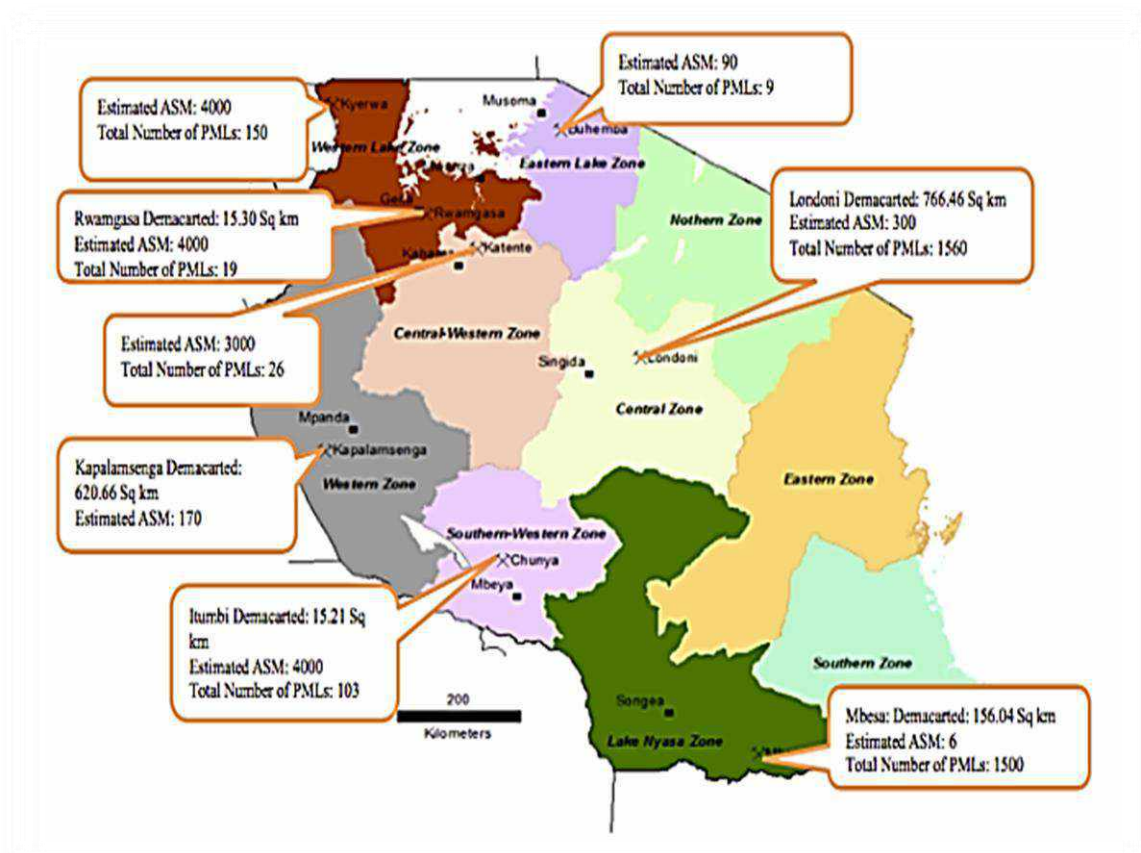 Estimated ASM: 90
Total Number of PMLs: 9
Estimated ASM: 4000
Total Number of PMLs: 150
Kyerwa
Musoma
Buhemba
Western Lake Zone
Eastern Lake Zone
Londoni Demacarted: 766.46 Sq km
Estimated ASM: 300
Total Number of PMLs: 1560
Rwamgasa Demacarted: 15.30 Sq km
Estimated ASM: 4000
Total Number of PMLs: 19
Rwamgasa
Nothern Zone
Katente
Estimated ASM: 3000
Total Number of PMLs: 26
Central-Western Zone
Singida
Londoni
Central Zone
Mpanda
Kapalamsenga
Western Zone
Kapalamsenga Demacarted:
620.66 Sq km
Estimated ASM: 170
Eastern Zone
Southern-Western Zone
Chunya
Mbeya
Itumbi Demacarted: 15.21 Sq
km
Estimated ASM: 4000
Total Number of PMLs: 103
200
Kilometers
Southern Zone
Songea
Lake Nyasa Zone
Mbesa: Demacarted: 156.04 Sq km
Estimated ASM: 6
Total Number of PMLs: 1500